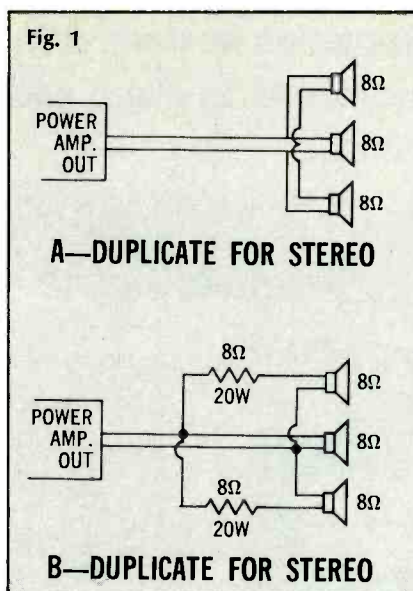 Fig. 1
8Ω
POWER
AMP.
OUT
8Ω
8Ω
A—DUPLICATE FOR STEREO
8Ω
20W
8Ω
POWER
AMP.
OUT
8Ω
8Ω
20W
8Ω
B—DUPLICATE FOR STEREO